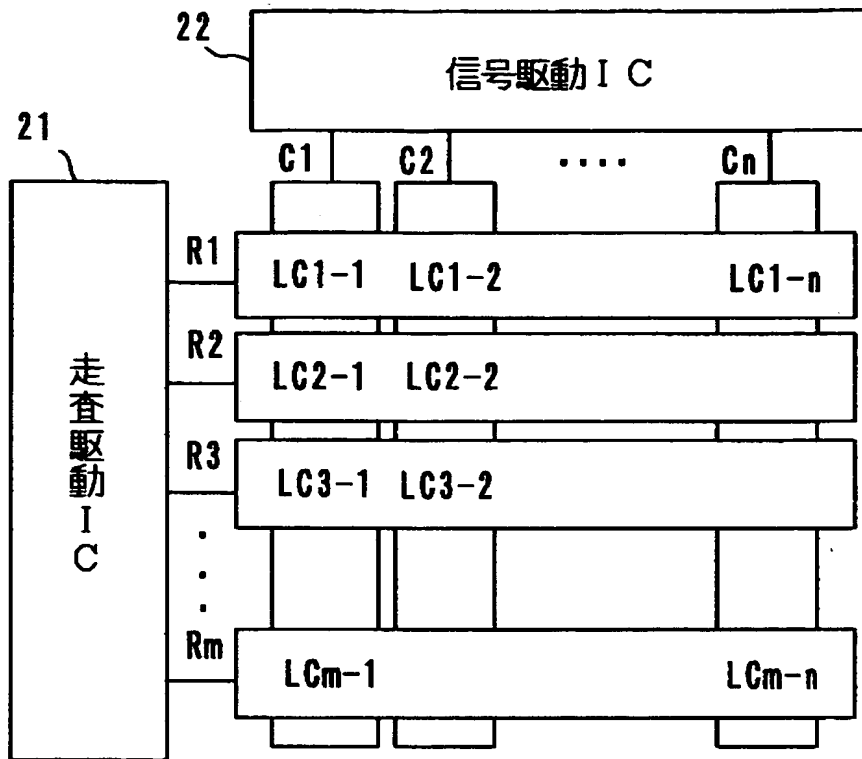 22
信号駆動IC
21
C1 C2 ‥‥ Cn
R1 LC1-1 LC1-2 LC1-n
R2 LC2-1 LC2-2
走査駆動IC
R3 LC3-1 LC3-2
Rm LCm-1 LCm-n